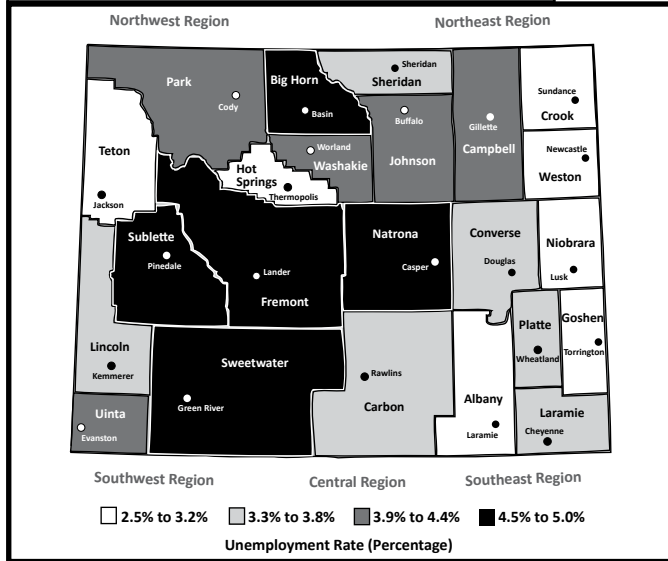 Northwest Region
Northeast Region
Park
Cody
Big Horn
Basin
Sheridan
Sheridan
Buffalo
Johnson
Gillette
Campbell
Sundance
Crook
Newcastle
Weston
Teton
Jackson
Worland
Washakie
Hot
Springs
Thermopolis
Sublette
Pinedale
Lander
Fremont
Natrona
Casper
Converse
Douglas
Niobrara
Lusk
Lincoln
Kemmerer
Sweetwater
Green River
Rawlins
Carbon
Platte
Wheatland
Goshen
Torrington
Albany
Laramie
Laramie
Cheyenne
Uinta
Evanston
Southwest Region
Central Region
Southeast Region
2.5% to 3.2%
3.3% to 3.8%
3.9% to 4.4%
4.5% to 5.0%
Unemployment Rate (Percentage)